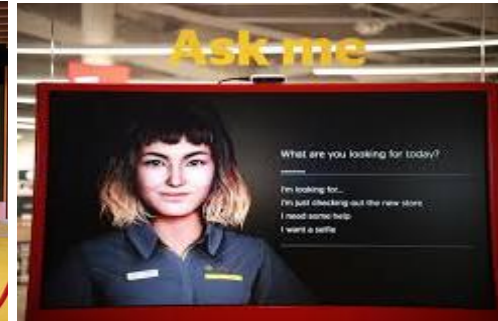 Ask me
What are you looking for today?
I'm looking for...
I'm just checking out the new store
I need some help
I want a selfie